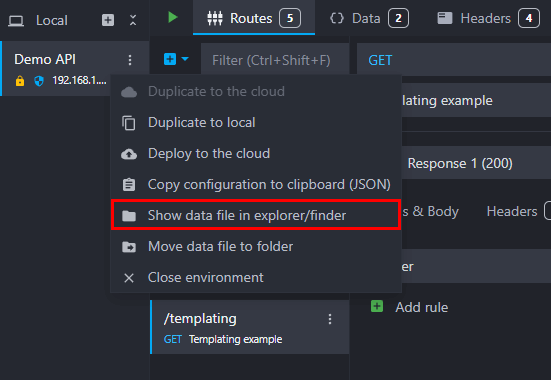 Local
Routes 5
Data 2
Headers 4
Demo API
192.168.1....
Filter (Ctrl+Shift+F)
GET
Duplicate to the cloud
Duplicate to local
Deploy to the cloud
Copy configuration to clipboard (JSON)
Show data file in explorer/finder
Move data file to folder
Close environment
lating example
Response 1 (200)
s & Body
Headers
er
Add rule
/templating
GET Templating example